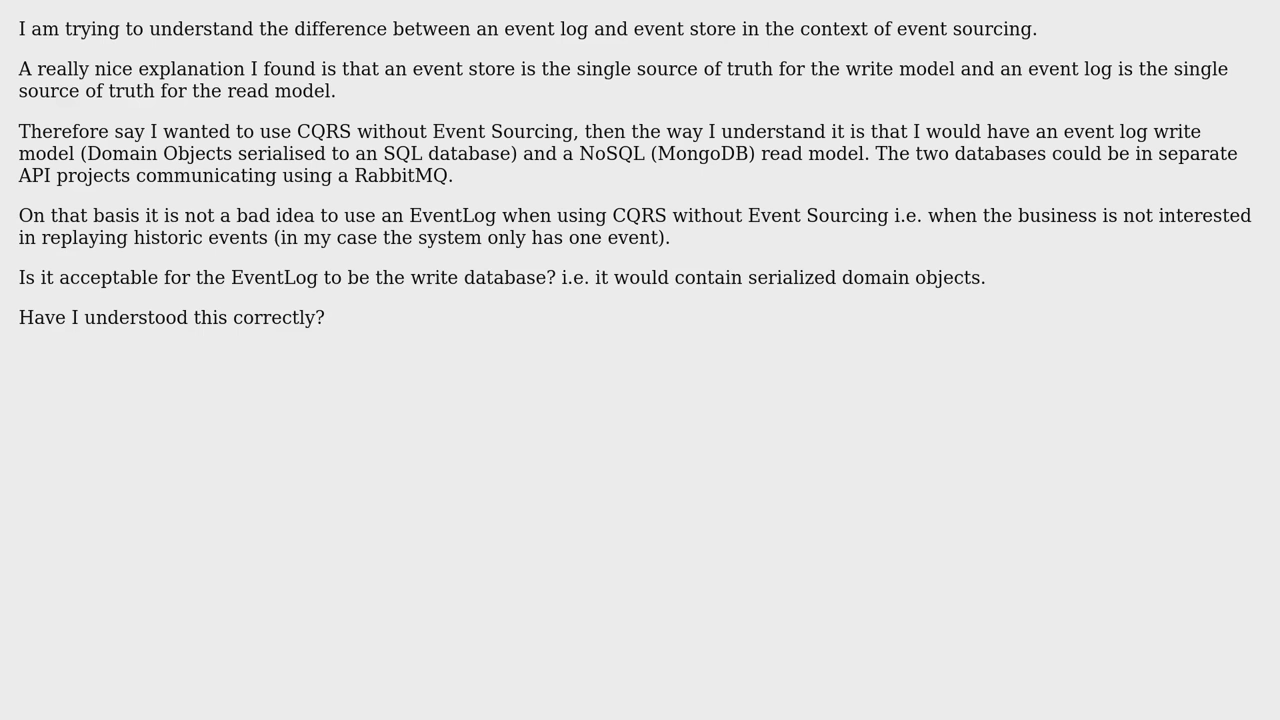 I am trying to understand the difference between an event log and event store in the context of event sourcing.
A really nice explanation I found is that an event store is the single source of truth for the write model and an event log is the single
source of truth for the read model.
Therefore say I wanted to use CQRS without Event Sourcing, then the way I understand it is that I would have an event log write
model (Domain Objects serialised to an SQL database) and a NoSQL (MongoDB) read model. The two databases could be in separate
API projects communicating using a RabbitMQ.
On that basis it is not a bad idea to use an EventLog when using CQRS without Event Sourcing i.e. when the business is not interested
in replaying historic events (in my case the system only has one event).
Is it acceptable for the EventLog to be the write database? i.e. it would contain serialized domain objects.
Have I understood this correctly?